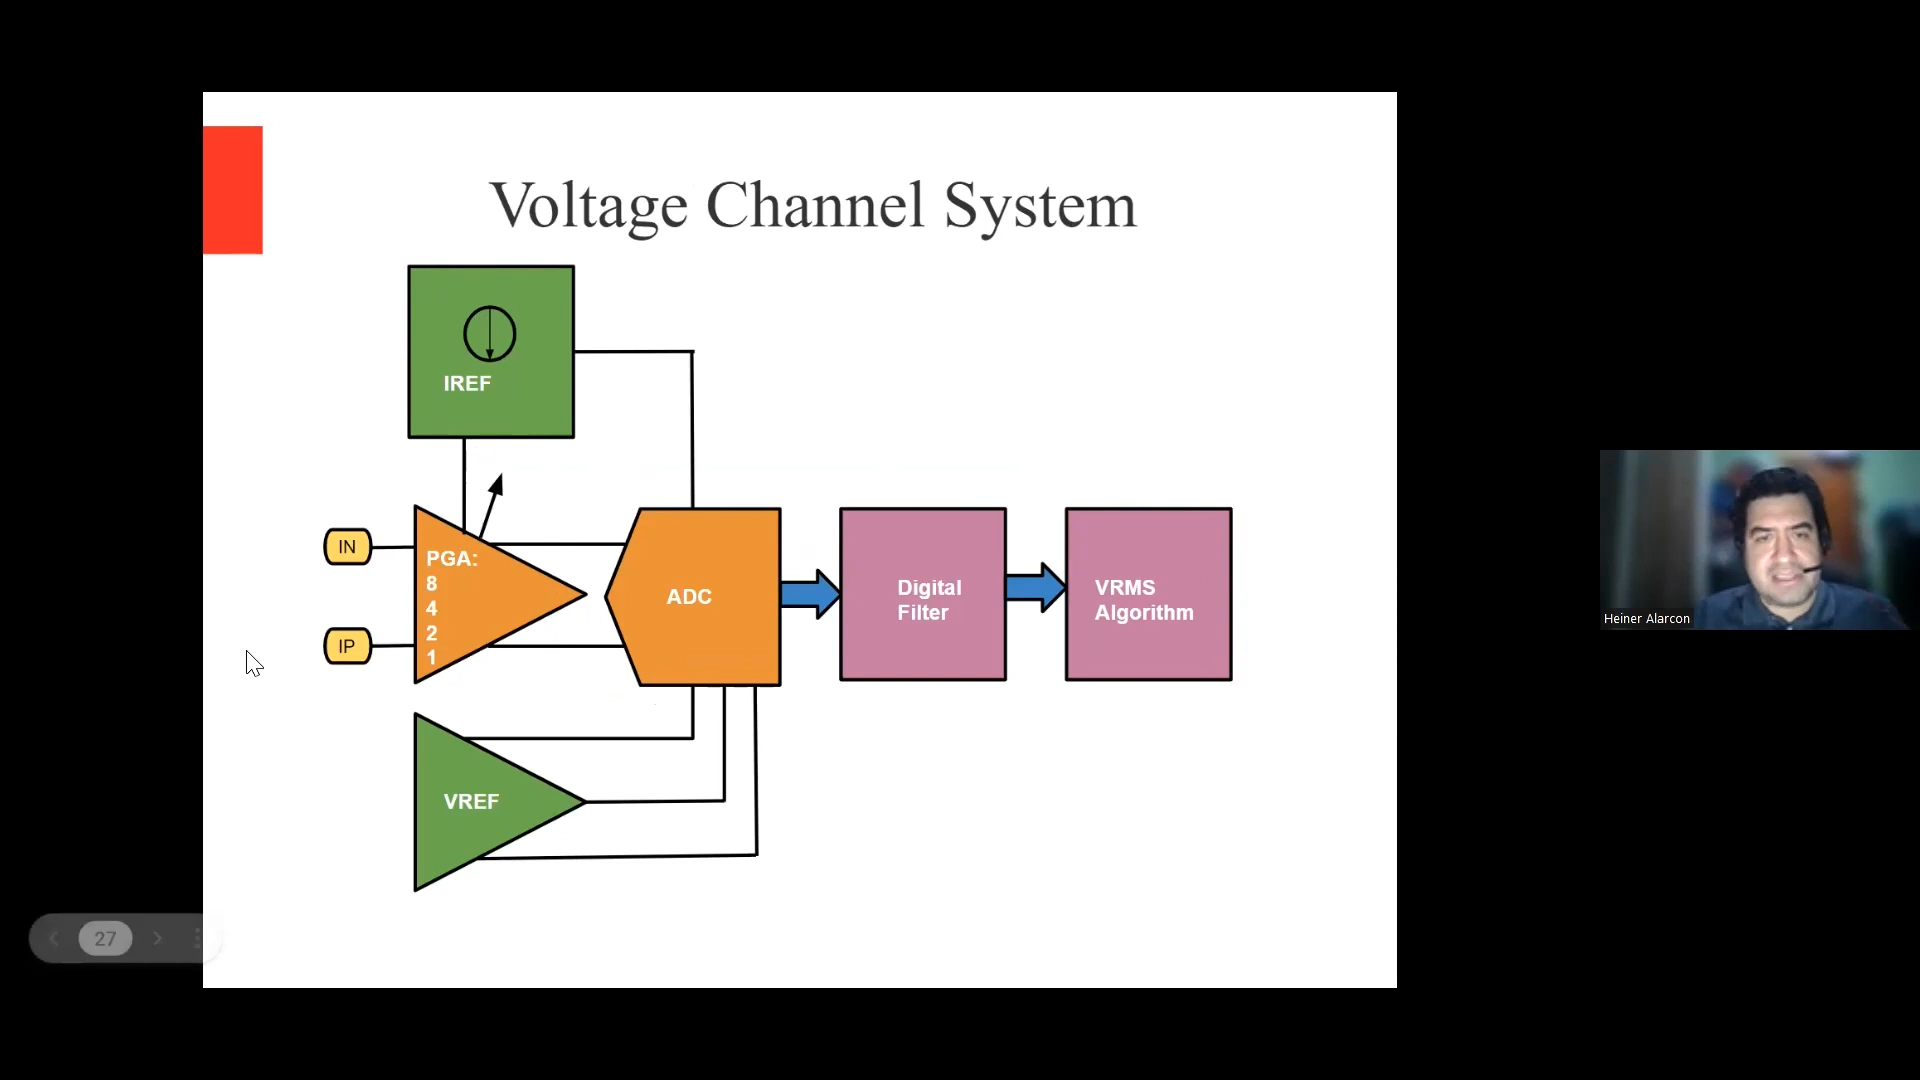 Voltage Channel System
IREF
IN
IP
PGA:
8
4
2
1
ADC
Digital
Filter
VRMS
Algorithm
VREF
27
Heiner Alarcon